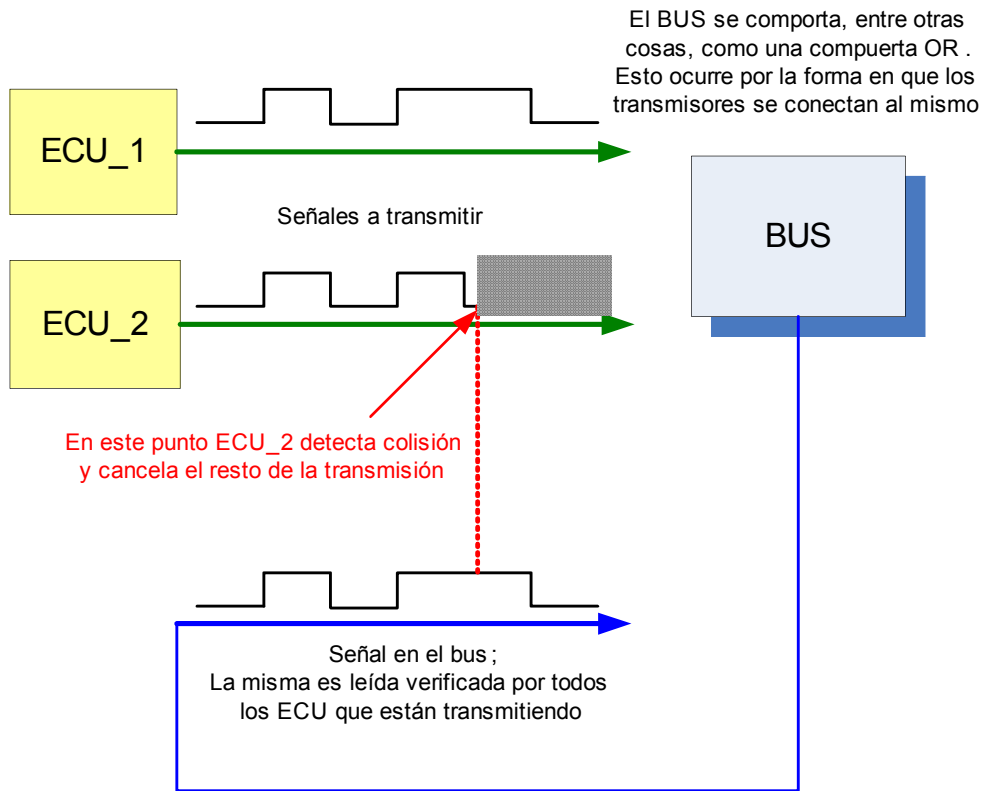 El BUS se comporta, entre otras
cosas, como una compuerta OR .
Esto ocurre por la forma en que los
transmisores se conectan al mismo
ECU_1
Señales a transmitir
BUS
ECU_2
En este punto ECU_2 detecta colisión
y cancela el resto de la transmisión
Señal en el bus ;
La misma es leída verificada por todos
los ECU que están transmitiendo